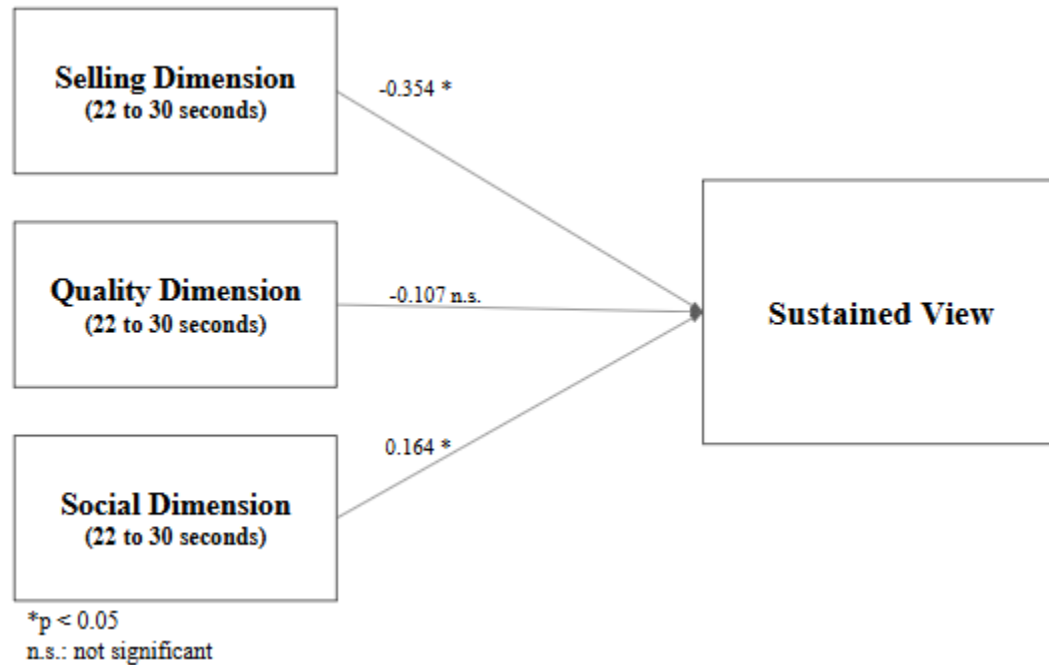 Selling Dimension
(22 to 30 seconds)
-0.354 *
Quality Dimension
(22 to 30 seconds)
-0.107 n.s.
Sustained View
Social Dimension
(22 to 30 seconds)
0.164 *
*p < 0.05
n.s.: not significant